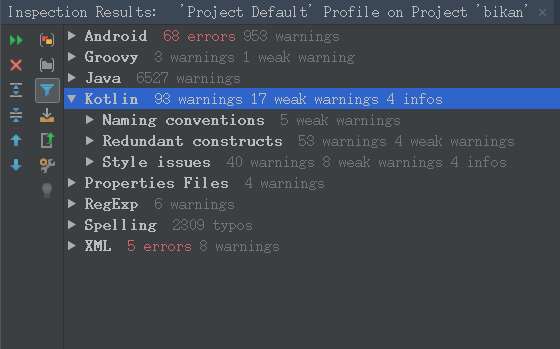 Inspection Results: 'Project Default' Profile on Project 'bikan'
Android 68 errors 953 warnings
Groovy 3 warnings 1 weak warning
Java 6527 warnings
Kotlin 93 warnings 17 weak warnings 4 infos
Naming conventions 5 weak warnings
Redundant constructs 53 warnings 4 weak warnings
Style issues 40 warnings 8 weak warnings 4 infos
Properties Files 4 warnings
RegExp 6 warnings
Spelling 2309 typos
XML 5 errors 8 warnings